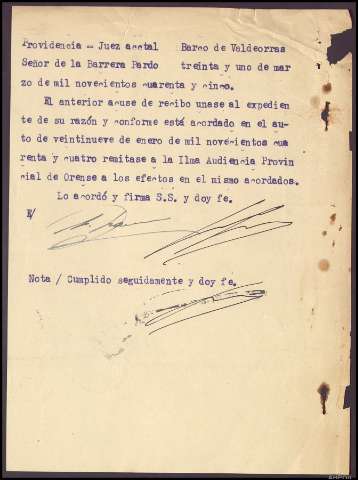 Providencia - Juez acctal Barco de Valdeorras
Señor de la Barrera Pardo treinta y uno de mar
zo de mil novecientos cuarenta y cinco.
El anterior acuse de recibo unase al expedien
te de su razón y conforme está acordado en el au-
to de veintinueve de enero de mil novecientos cua
renta y cuatro remitase a la Ilma Audiencia Provin
cial de Orense a los efectos en el mismo acordados.
Lo acordó y firma S.S. y doy fe.
E/
Nota / Cumplido seguidamente y doy fe.